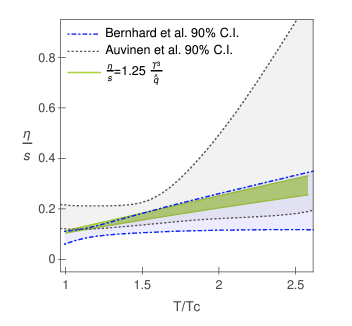 Bernhard et al. 90% C.I.
Auvinen et al. 90% C.I.
η/s=1.25 T³/q̂
0.8
0.6
η/s
0.4
0.2
0
1
1.5
2
2.5
T/Tc